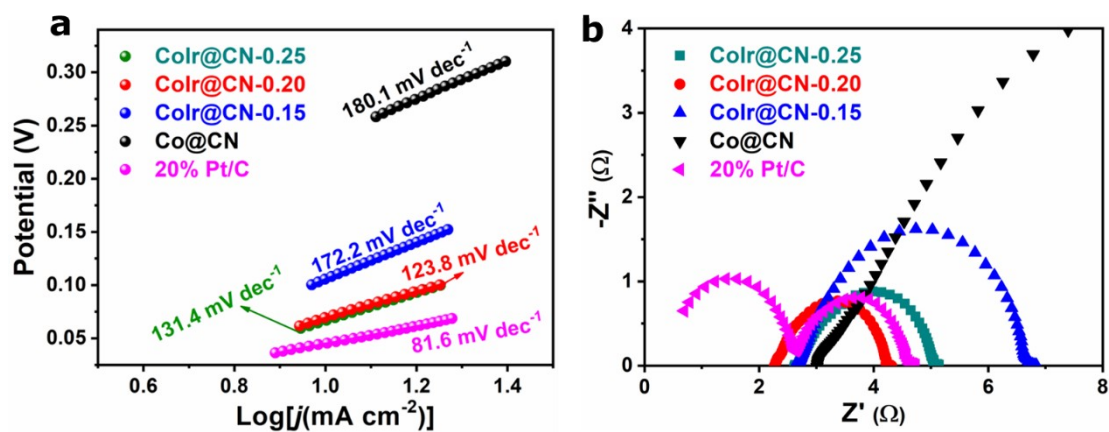 a
CoIr@CN-0.25
CoIr@CN-0.20
CoIr@CN-0.15
Co@CN
20% Pt/C
180.1 mV dec⁻¹
172.2 mV dec⁻¹
123.8 mV dec⁻¹
131.4 mV dec⁻¹
81.6 mV dec⁻¹
Potential (V)
0.30
0.25
0.20
0.15
0.10
0.05
0.6 0.8 1.0 1.2 1.4
Log[j(mA cm⁻²)]
b
CoIr@CN-0.25
CoIr@CN-0.20
CoIr@CN-0.15
Co@CN
20% Pt/C
-Z'' (Ω)
4
3
2
1
0
0 2 4 6 8
Z' (Ω)